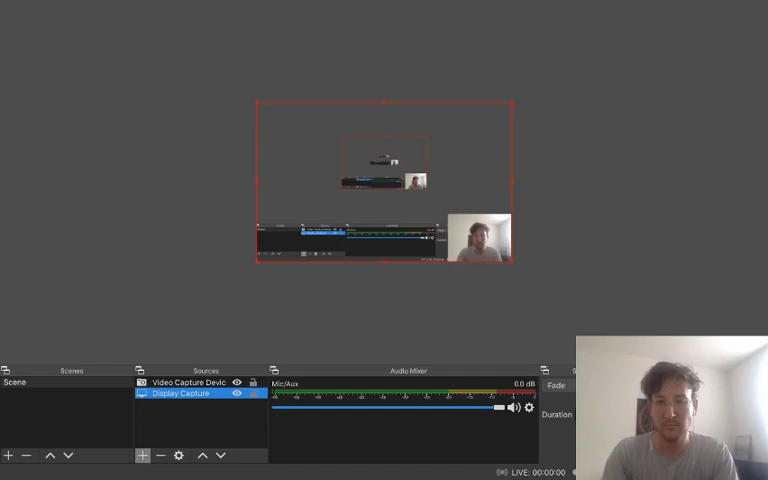 Scenes
Sources
Audio Mixer
Scene
Video Capture Devic
Display Capture
Mic/Aux
0.0 dB
Fade
Duration
LIVE: 00:00:00